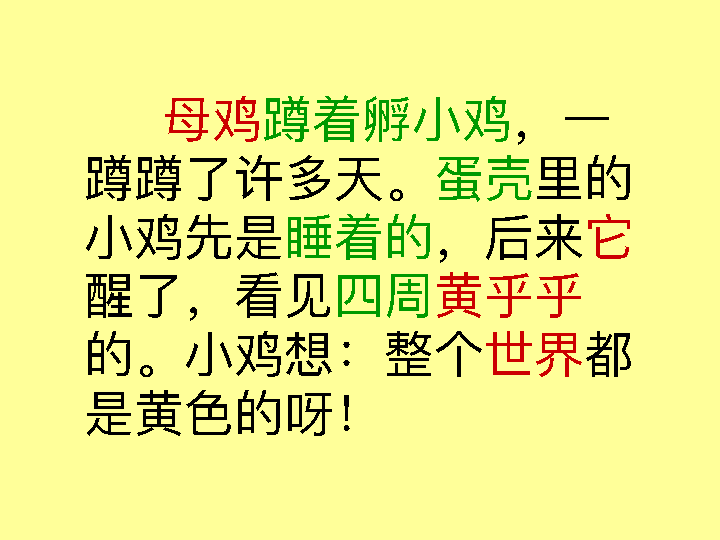 母鸡蹲着孵小鸡，一
蹲蹲了许多天。蛋壳里的
小鸡先是睡着的，后来它
醒了，看见四周黄乎乎
的。小鸡想：整个世界都
是黄色的呀！